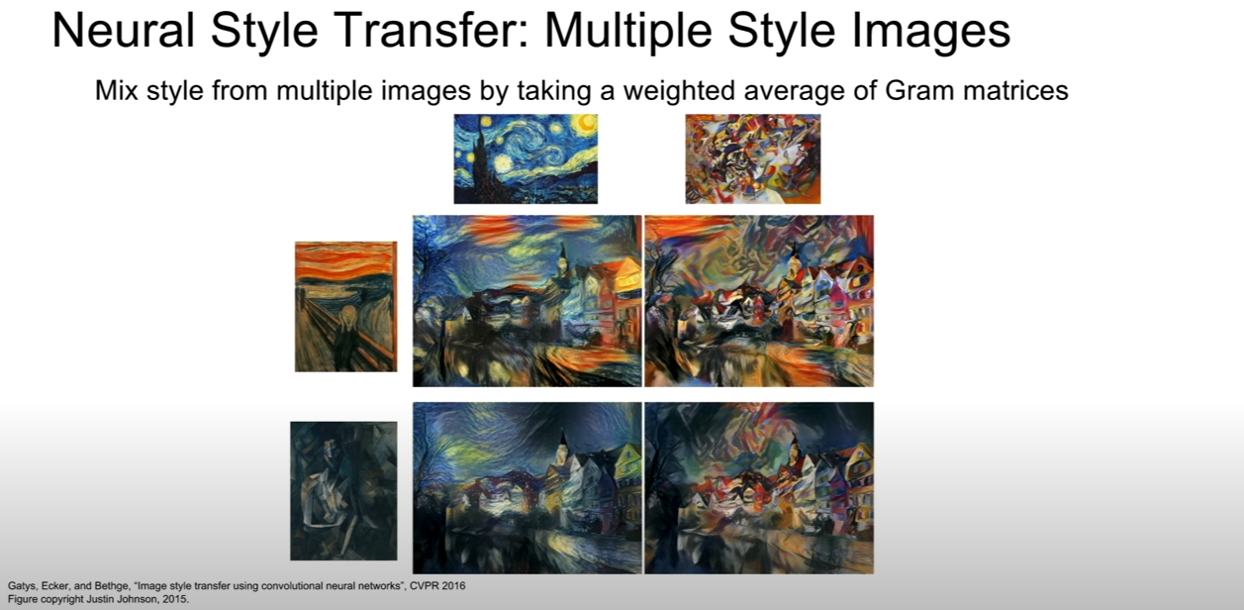 Neural Style Transfer: Multiple Style Images
Mix style from multiple images by taking a weighted average of Gram matrices
Gatys, Ecker, and Bethge, “Image style transfer using convolutional neural networks”, CVPR 2016
Figure copyright Justin Johnson, 2015.